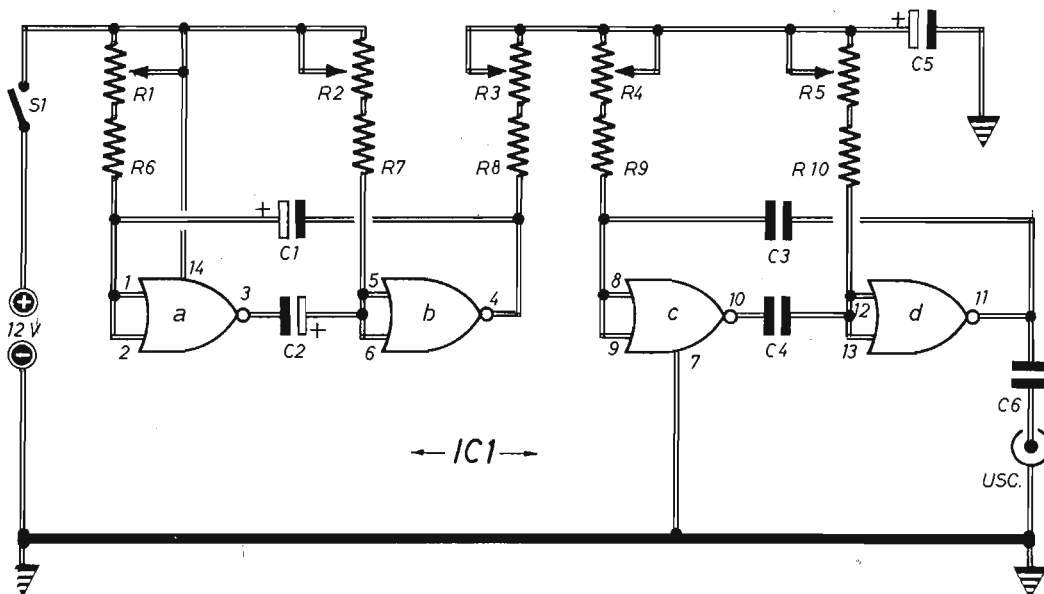 +
C5
S1
R1
R2
R3
R4
R5
R6
R7
R8
R9
R10
+
C1
C3
14
1
2
a
3
C2
+
5
6
b
4
8
9
c
10
7
C4
12
13
d
11
+
12 V
−
C6
IC1
USC.